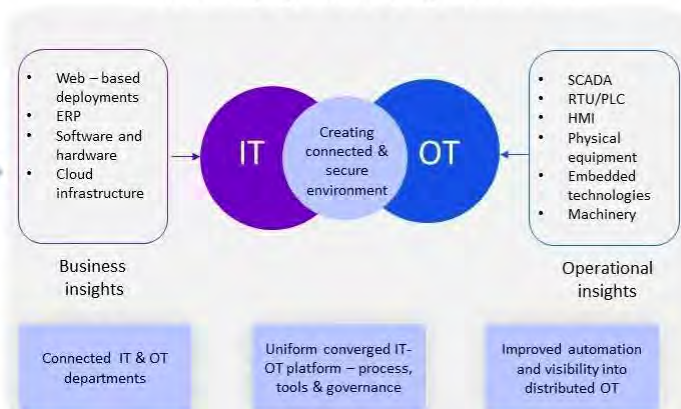 • Web – based
deployments
• ERP
• Software and
hardware
• Cloud
infrastructure
Business
insights
IT
Creating
connected &
secure
environment
OT
• SCADA
• RTU/PLC
• HMI
• Physical
equipment
• Embedded
technologies
• Machinery
Operational
insights
Connected IT & OT
departments
Uniform converged IT-
OT platform – process,
tools & governance
Improved automation
and visibility into
distributed OT